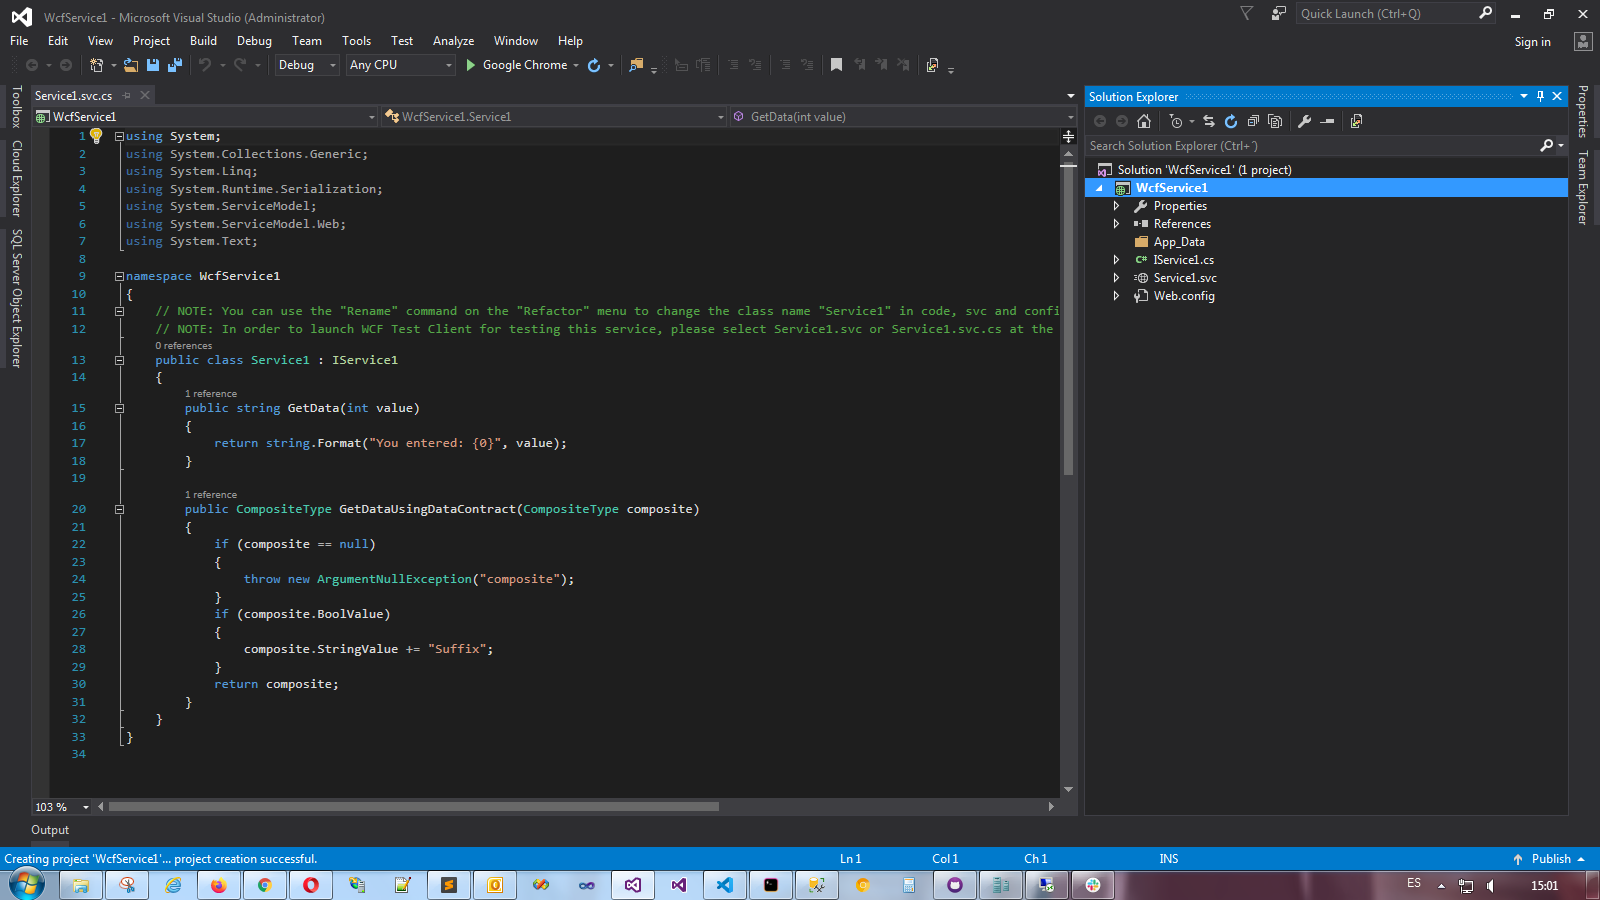 WcfService1 - Microsoft Visual Studio (Administrator)
Quick Launch (Ctrl+Q)
File Edit View Project Build Debug Team Tools Test Analyze Window Help
Sign in
Debug Any CPU Google Chrome
Toolbox
Cloud Explorer
SQL Server Object Explorer
Service1.svc.cs
WcfService1 WcfService1.Service1 GetData(int value)
1 using System;
2 using System.Collections.Generic;
3 using System.Linq;
4 using System.Runtime.Serialization;
5 using System.ServiceModel;
6 using System.ServiceModel.Web;
7 using System.Text;
8
9 namespace WcfService1
10 {
11 // NOTE: You can use the "Rename" command on the "Refactor" menu to change the class name "Service1" in code, svc and confi
12 // NOTE: In order to launch WCF Test Client for testing this service, please select Service1.svc or Service1.svc.cs at the
0 references
13 public class Service1 : IService1
14 {
1 reference
15 public string GetData(int value)
16 {
17 return string.Format("You entered: {0}", value);
18 }
19
1 reference
20 public CompositeType GetDataUsingDataContract(CompositeType composite)
21 {
22 if (composite == null)
23 {
24 throw new ArgumentNullException("composite");
25 }
26 if (composite.BoolValue)
27 {
28 composite.StringValue += "Suffix";
29 }
30 return composite;
31 }
32 }
33 }
34
103 %
Output
Solution Explorer
Search Solution Explorer (Ctrl+´)
Solution 'WcfService1' (1 project)
WcfService1
Properties
References
App_Data
C# IService1.cs
Service1.svc
Web.config
Properties
Team Explorer
Creating project 'WcfService1'... project creation successful. Ln 1 Col 1 Ch 1 INS Publish
ES 15:01